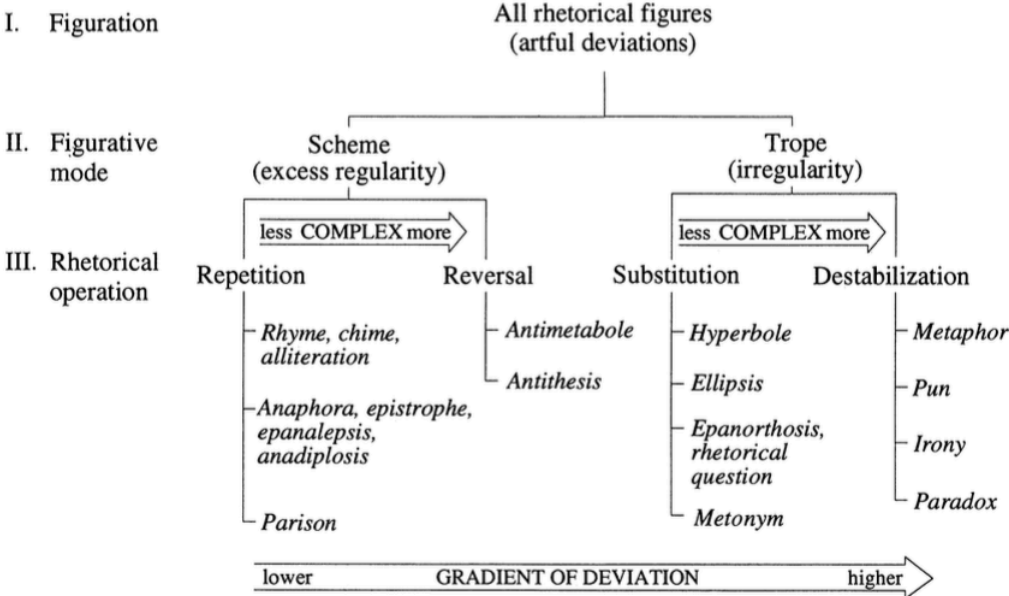 I. Figuration
All rhetorical figures
(artful deviations)
II. Figurative
mode
Scheme
(excess regularity)
Trope
(irregularity)
less COMPLEX more
less COMPLEX more
III. Rhetorical
operation
Repetition
Reversal
Substitution
Destabilization
Rhyme, chime,
alliteration
Anaphora, epistrophe,
epanalepsis,
anadiplosis
Parison
Antimetabole
Antithesis
Hyperbole
Ellipsis
Epanorthosis,
rhetorical
question
Metonym
Metaphor
Pun
Irony
Paradox
lower GRADIENT OF DEVIATION higher